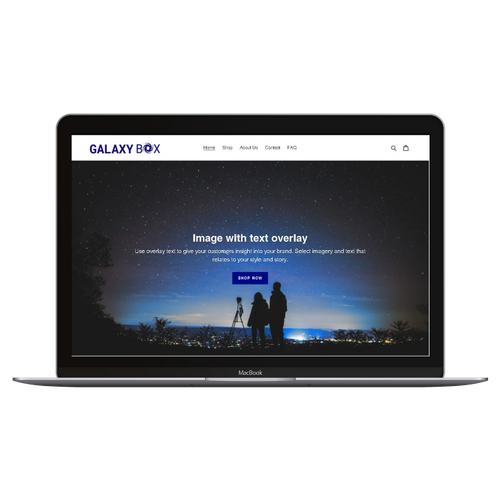 GALAXY BOX
Home Shop About Us Contact FAQ
Image with text overlay
Use overlay text to give your customers insight into your brand. Select imagery and text that
relates to your style and story.
SHOP NOW
MacBook